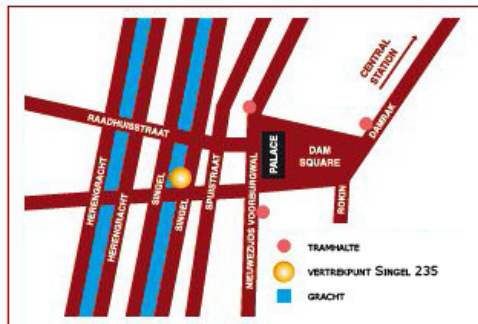 CENTRAL
STATION
RAADHUISSTRAAT
DAMRAK
PALACE
DAM
SQUARE
HERENGRACHT
HERENGRACHT
SINGEL
SINGEL
SPUISTRAAT
NIEUWEZIJDS VOORBURGWAL
ROKIN
TRAMHALTE
VERTREKPUNT SINGEL 235
GRACHT